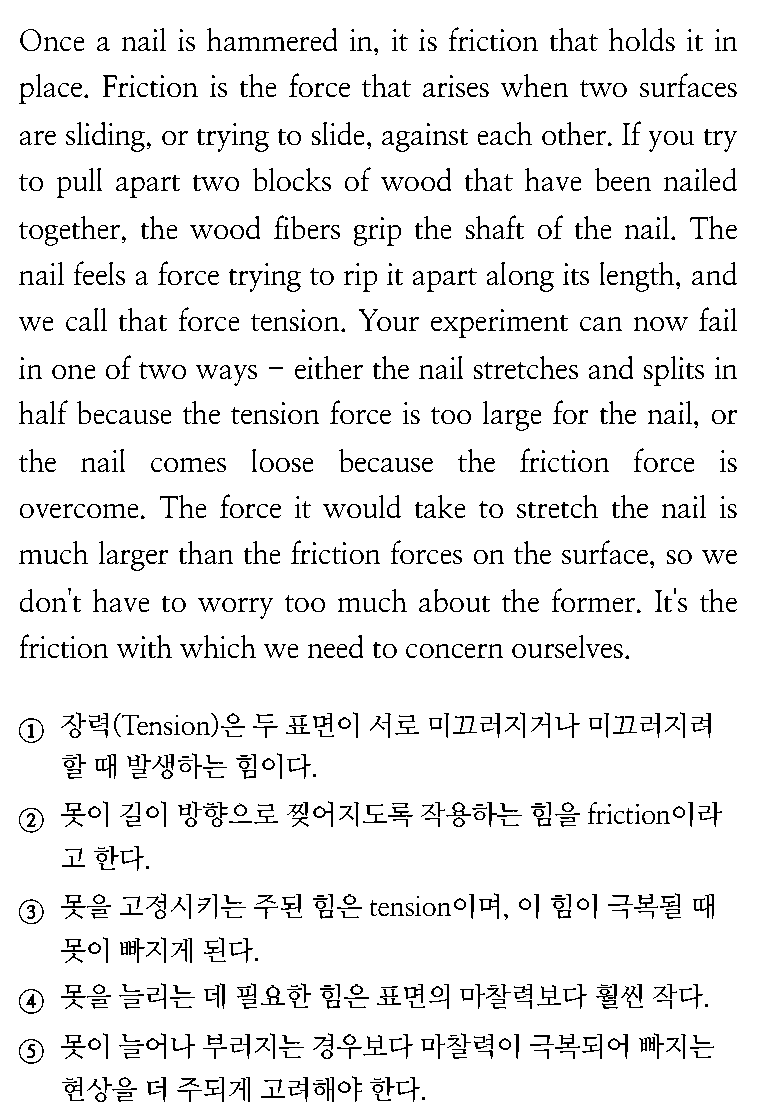 Once a nail is hammered in, it is friction that holds it in
place. Friction is the force that arises when two surfaces
are sliding, or trying to slide, against each other. If you try
to pull apart two blocks of wood that have been nailed
together, the wood fibers grip the shaft of the nail. The
nail feels a force trying to rip it apart along its length, and
we call that force tension. Your experiment can now fail
in one of two ways – either the nail stretches and splits in
half because the tension force is too large for the nail, or
the nail comes loose because the friction force is
overcome. The force it would take to stretch the nail is
much larger than the friction forces on the surface, so we
don't have to worry too much about the former. It's the
friction with which we need to concern ourselves.
① 장력(Tension)은 두 표면이 서로 미끄러지거나 미끄러지려
할 때 발생하는 힘이다.
② 못이 길이 방향으로 찢어지도록 작용하는 힘을 friction이라
고 한다.
③ 못을 고정시키는 주된 힘은 tension이며, 이 힘이 극복될 때
못이 빠지게 된다.
④ 못을 늘리는 데 필요한 힘은 표면의 마찰력보다 훨씬 작다.
⑤ 못이 늘어나 부러지는 경우보다 마찰력이 극복되어 빠지는
현상을 더 주되게 고려해야 한다.